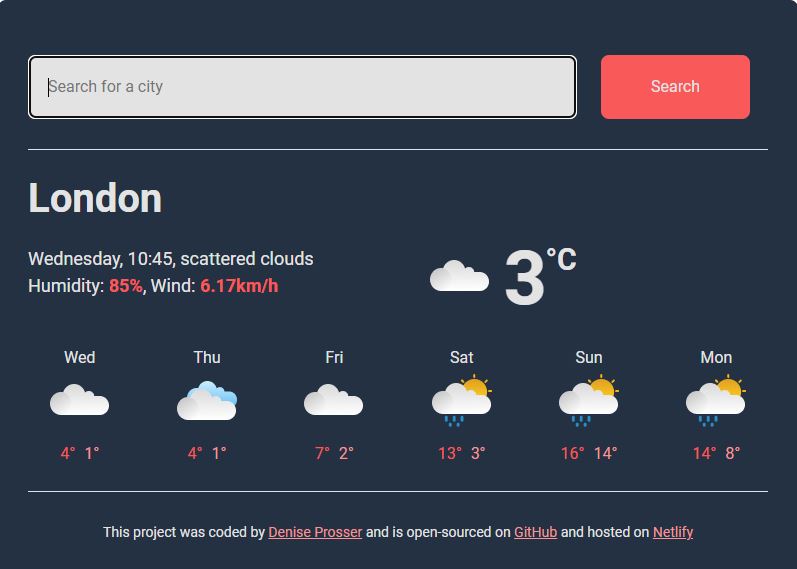 Search for a city
Search
London
Wednesday, 10:45, scattered clouds
Humidity: 85%, Wind: 6.17km/h
3°C
Wed Thu Fri Sat Sun Mon
4° 1° 4° 1° 7° 2° 13° 3° 16° 14° 14° 8°
This project was coded by Denise Prosser and is open-sourced on GitHub and hosted on Netlify